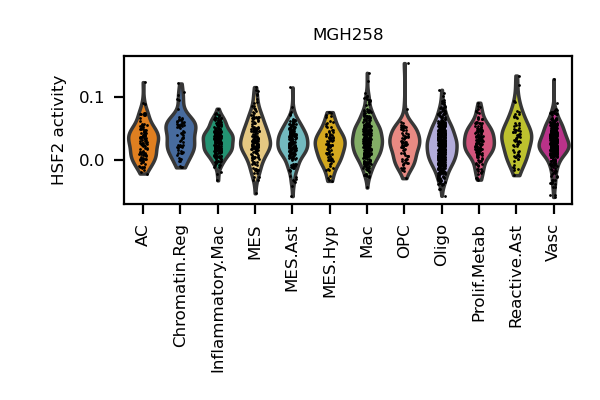 MGH258
HSF2 activity
0.1
0.0
AC
Chromatin.Reg
Inflammatory.Mac
MES
MES.Ast
MES.Hyp
Mac
OPC
Oligo
Prolif.Metab
Reactive.Ast
Vasc